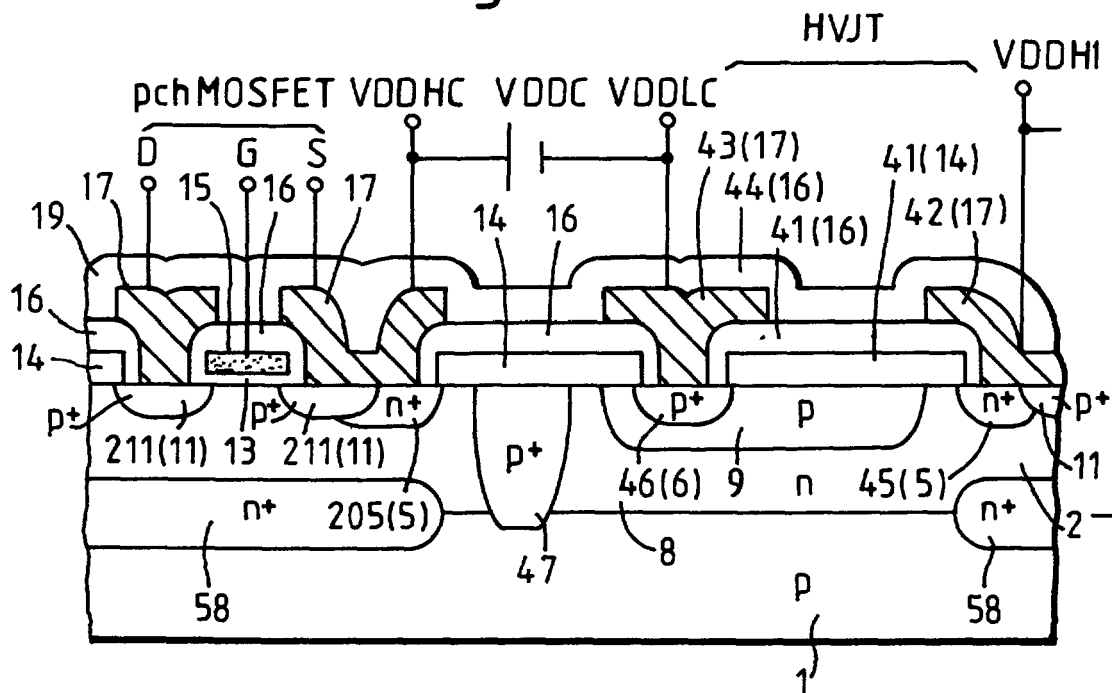 HVJT
VDDH1
pchMOSFET VDDHC VDDC VDDLC
D G S
43(17) 41(14)
15 16 17 44(16) 42(17)
17 14 16 41(16)
19
16
14
p+ p+ n+ p+ p n+ p+
211(11) 13 211(11) p+ 46(6) 9 n 45(5) 11
n+ 205(5) n+ 2
47 8
58 p 58
1